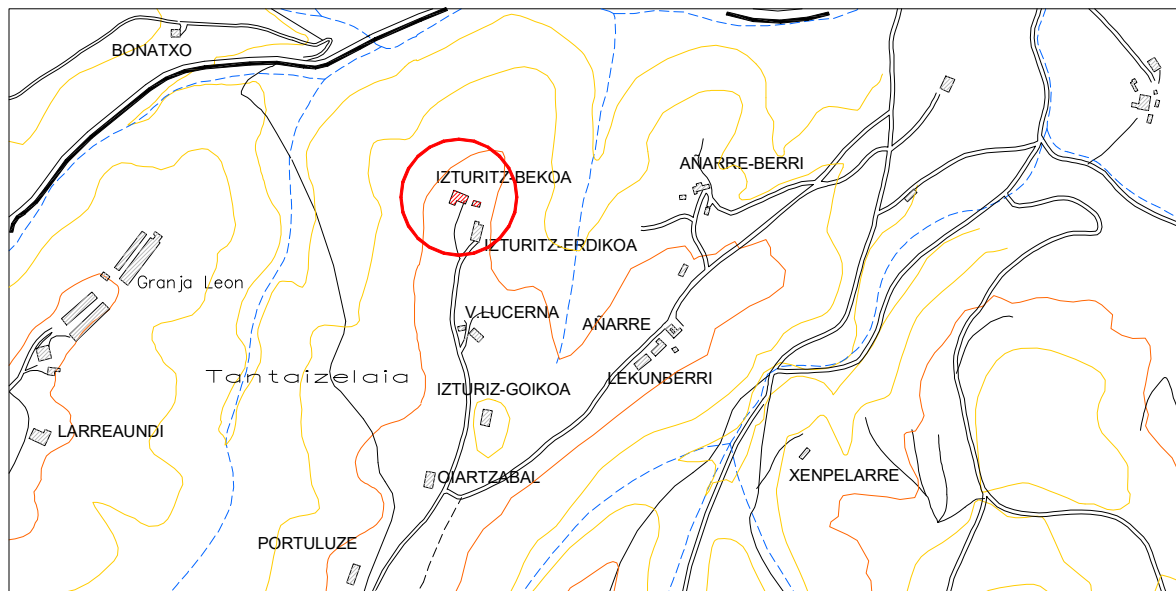 BONATXO
AÑARRE-BERRI
IZTURITZ-BEKOA
IZTURITZ-ERDIKOA
Granja Leon
V.LUCERNA
AÑARRE
Tantaizelaia
LEKUNBERRI
IZTURIZ-GOIKOA
LARREAUNDI
OIARTZABAL
XENPELARRE
PORTULUZE